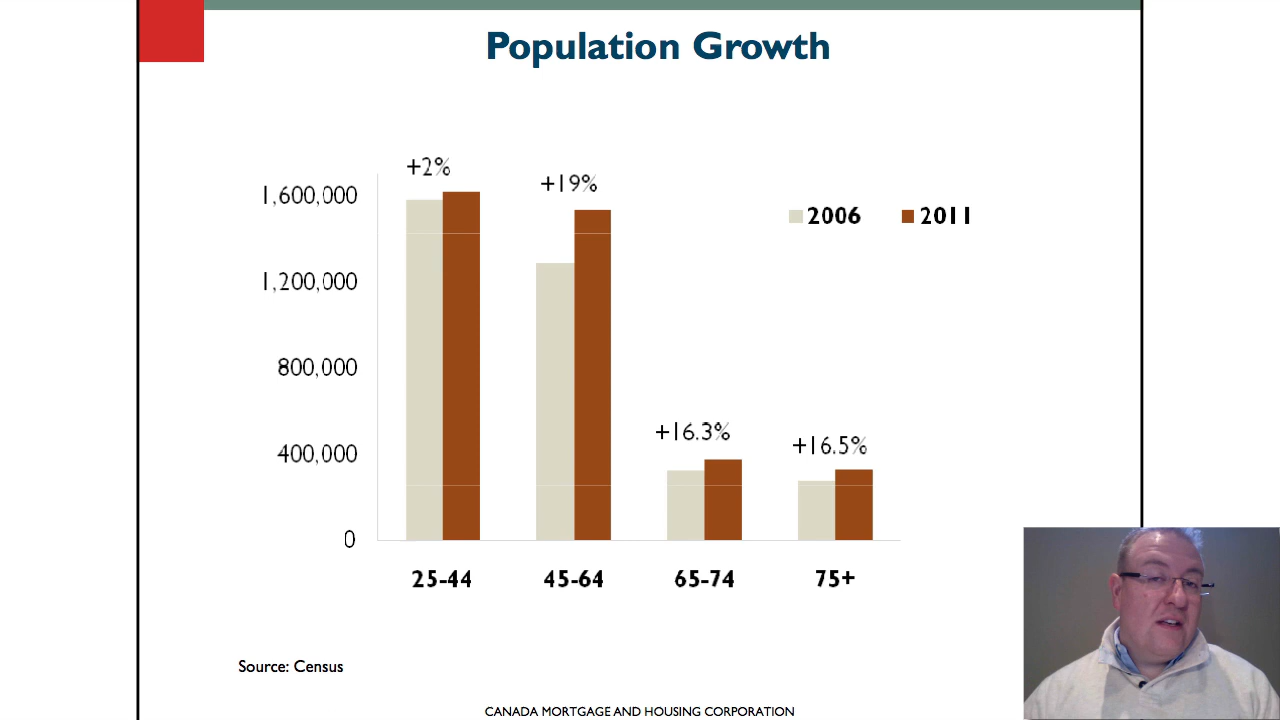 Population Growth
+2%
+19%
1,600,000
2006 2011
1,200,000
800,000
+16.3%
+16.5%
400,000
0
25-44 45-64 65-74 75+
Source: Census
CANADA MORTGAGE AND HOUSING CORPORATION